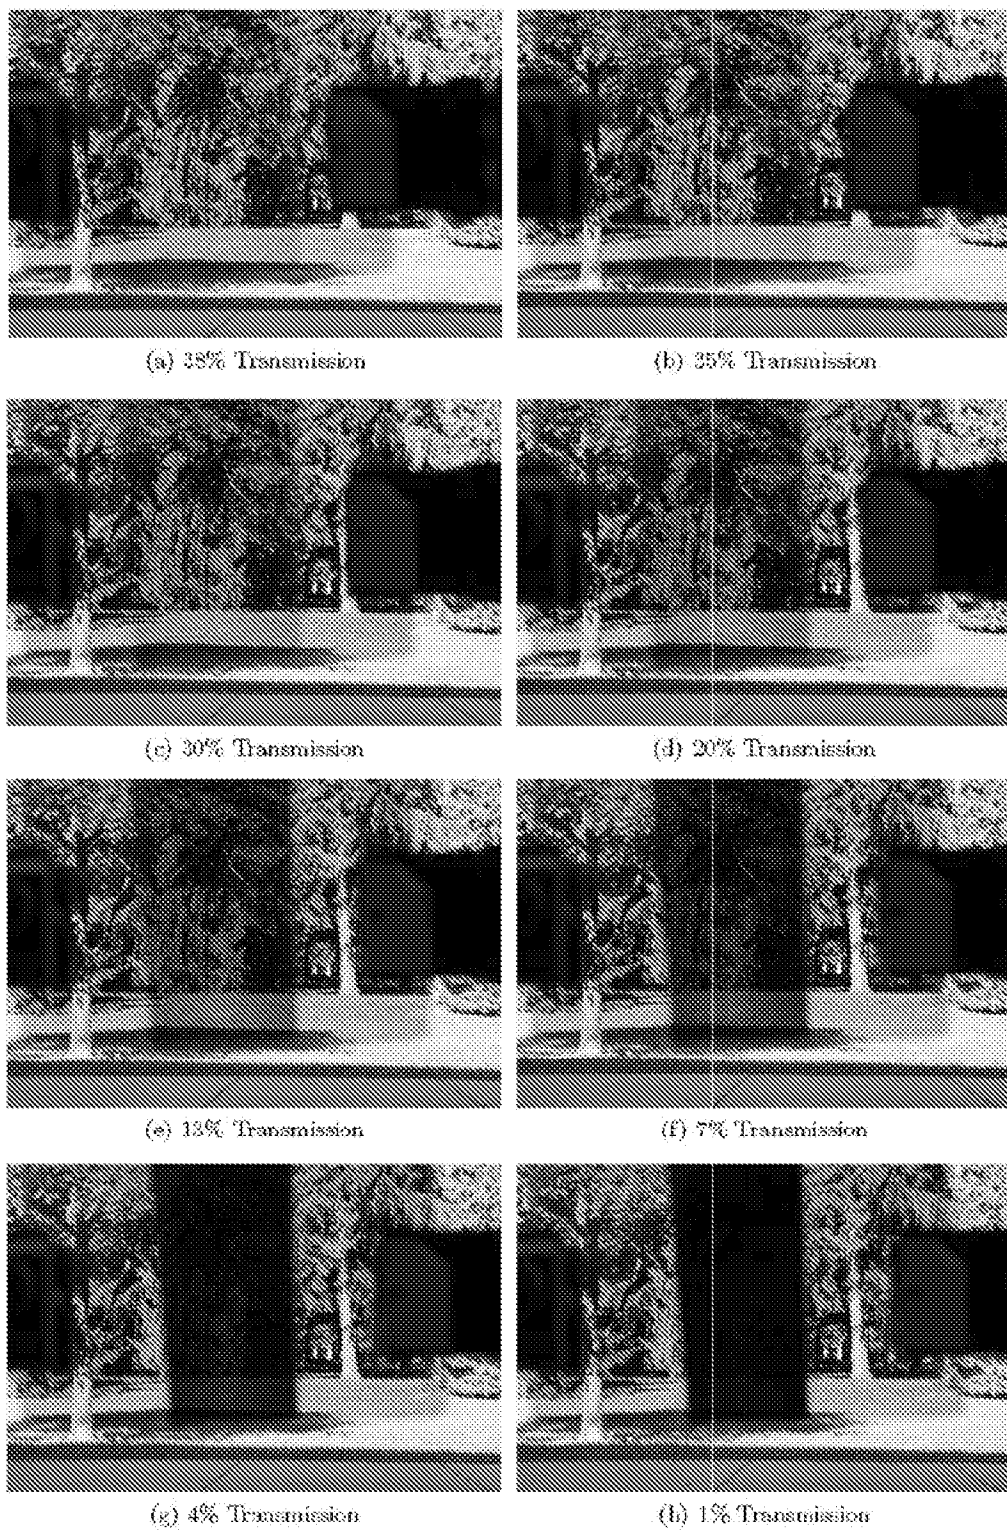 (a) 38% Transmission
(b) 35% Transmission
(c) 30% Transmission
(d) 20% Transmission
(e) 13% Transmission
(f) 7% Transmission
(g) 4% Transmission
(h) 1% Transmission